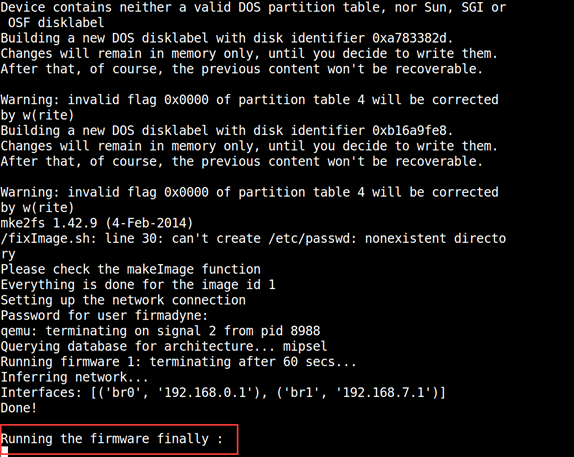 Device contains neither a valid DOS partition table, nor Sun, SGI or
 OSF disklabel
Building a new DOS disklabel with disk identifier 0xa783382d.
Changes will remain in memory only, until you decide to write them.
After that, of course, the previous content won't be recoverable.

Warning: invalid flag 0x0000 of partition table 4 will be corrected
by w(rite)
Building a new DOS disklabel with disk identifier 0xb16a9fe8.
Changes will remain in memory only, until you decide to write them.
After that, of course, the previous content won't be recoverable.

Warning: invalid flag 0x0000 of partition table 4 will be corrected
by w(rite)
mke2fs 1.42.9 (4-Feb-2014)
/fixImage.sh: line 30: can't create /etc/passwd: nonexistent directo
ry
Please check the makeImage function
Everything is done for the image id 1
Setting up the network connection
Password for user firmadyne:
qemu: terminating on signal 2 from pid 8988
Querying database for architecture... mipsel
Running firmware 1: terminating after 60 secs...
Inferring network...
Interfaces: [('br0', '192.168.0.1'), ('br1', '192.168.7.1')]
Done!

Running the firmware finally :